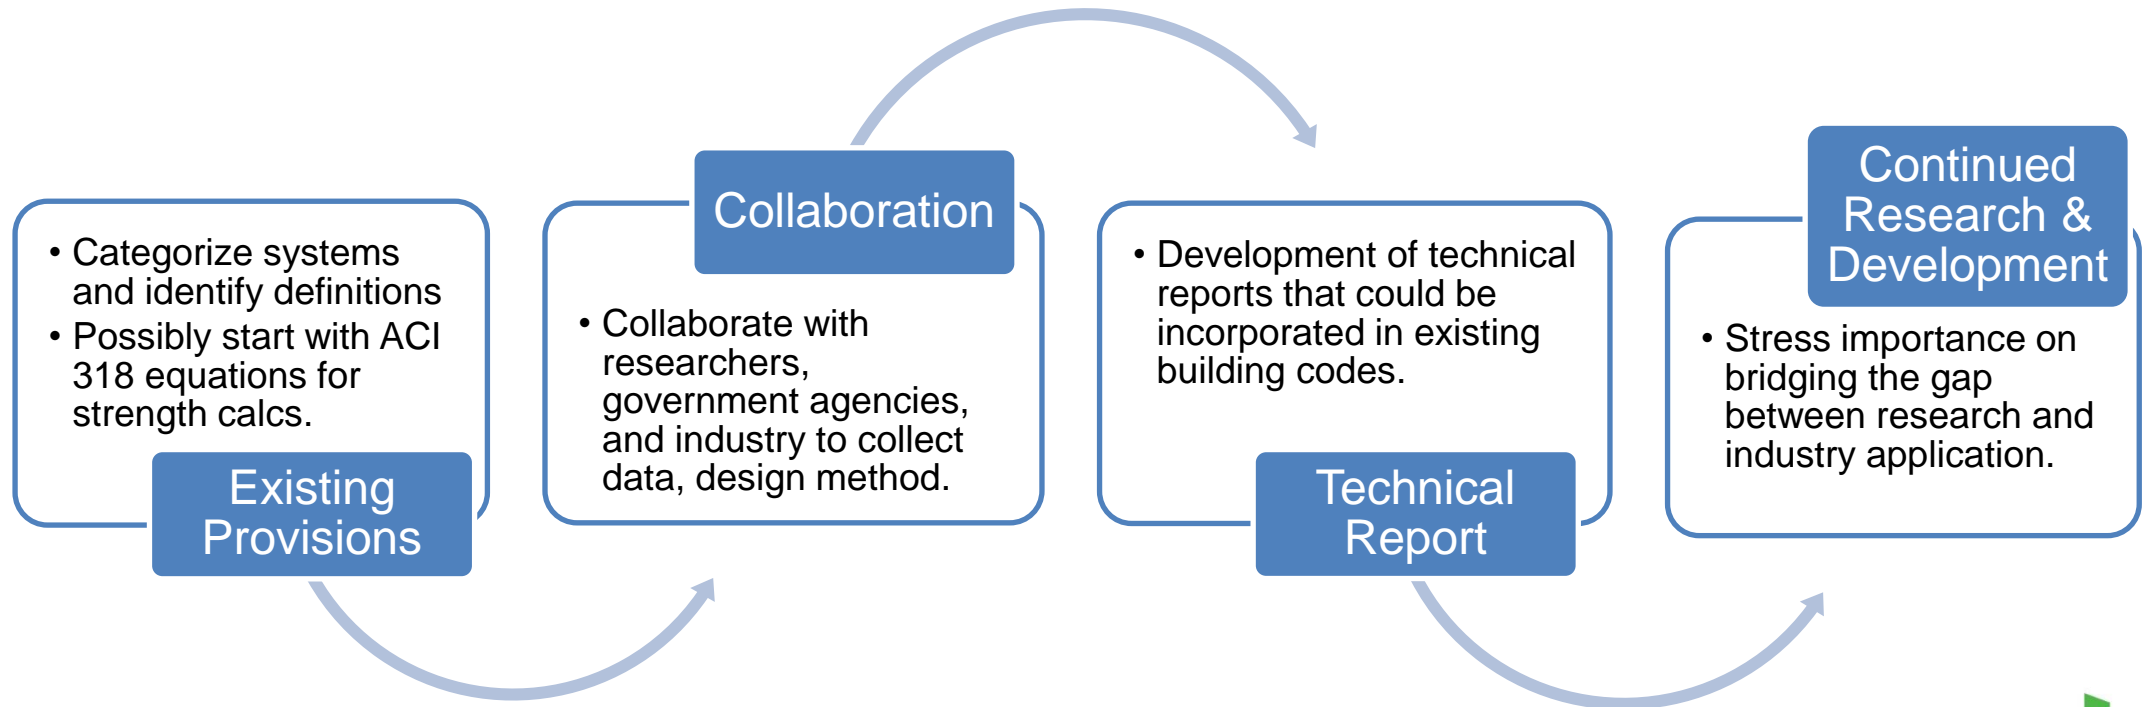 • Categorize systems
and identify definitions
• Possibly start with ACI
318 equations for
strength calcs.
Existing
Provisions
Collaboration
• Collaborate with
researchers,
government agencies,
and industry to collect
data, design method.
• Development of technical
reports that could be
incorporated in existing
building codes.
Technical
Report
Continued
Research &
Development
• Stress importance on
bridging the gap
between research and
industry application.